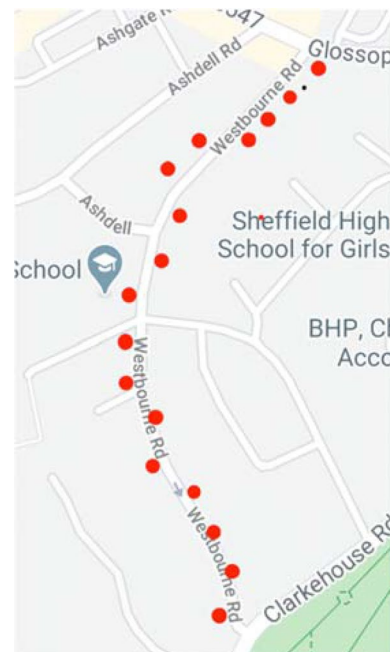 Ashgate R
547
Glossop
Ashdell Rd
Westbourne Rd
Ashdell
Sheffield High
School for Girls
School
BHP, Cl
Acco
Westbourne Rd
Westbourne Rd
Clarkehouse Rd